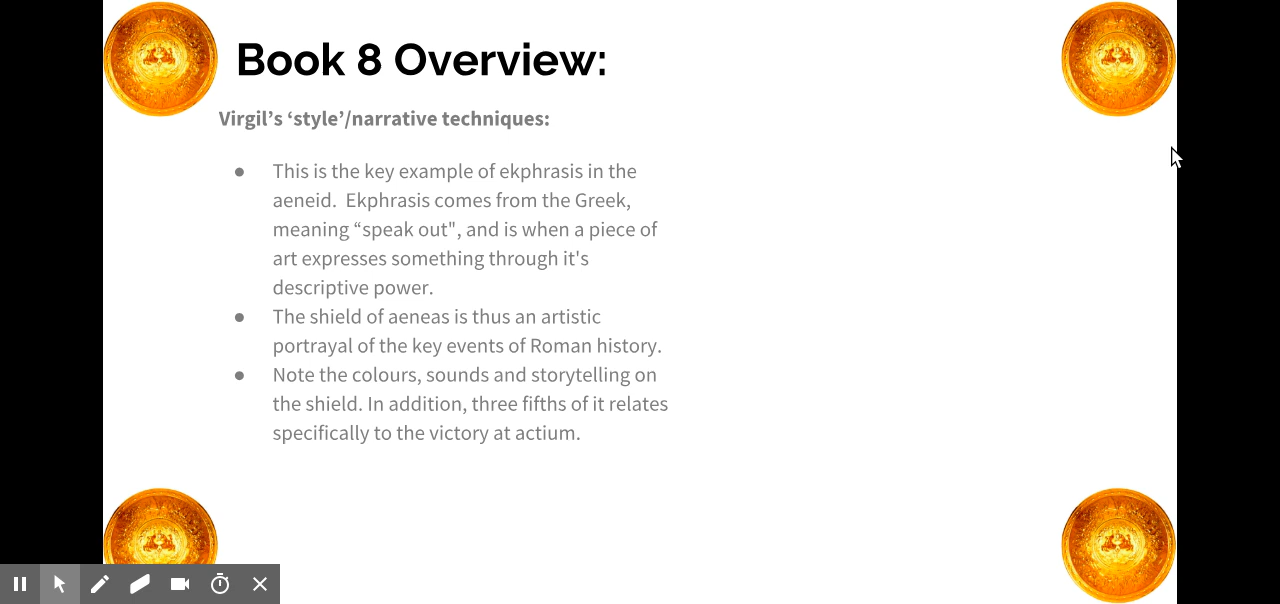 Book 8 Overview:
Virgil’s ‘style’/narrative techniques:
● This is the key example of ekphrasis in the
aeneid.  Ekphrasis comes from the Greek,
meaning “speak out", and is when a piece of
art expresses something through it's
descriptive power.
● The shield of aeneas is thus an artistic
portrayal of the key events of Roman history.
● Note the colours, sounds and storytelling on
the shield. In addition, three fifths of it relates
specifically to the victory at actium.